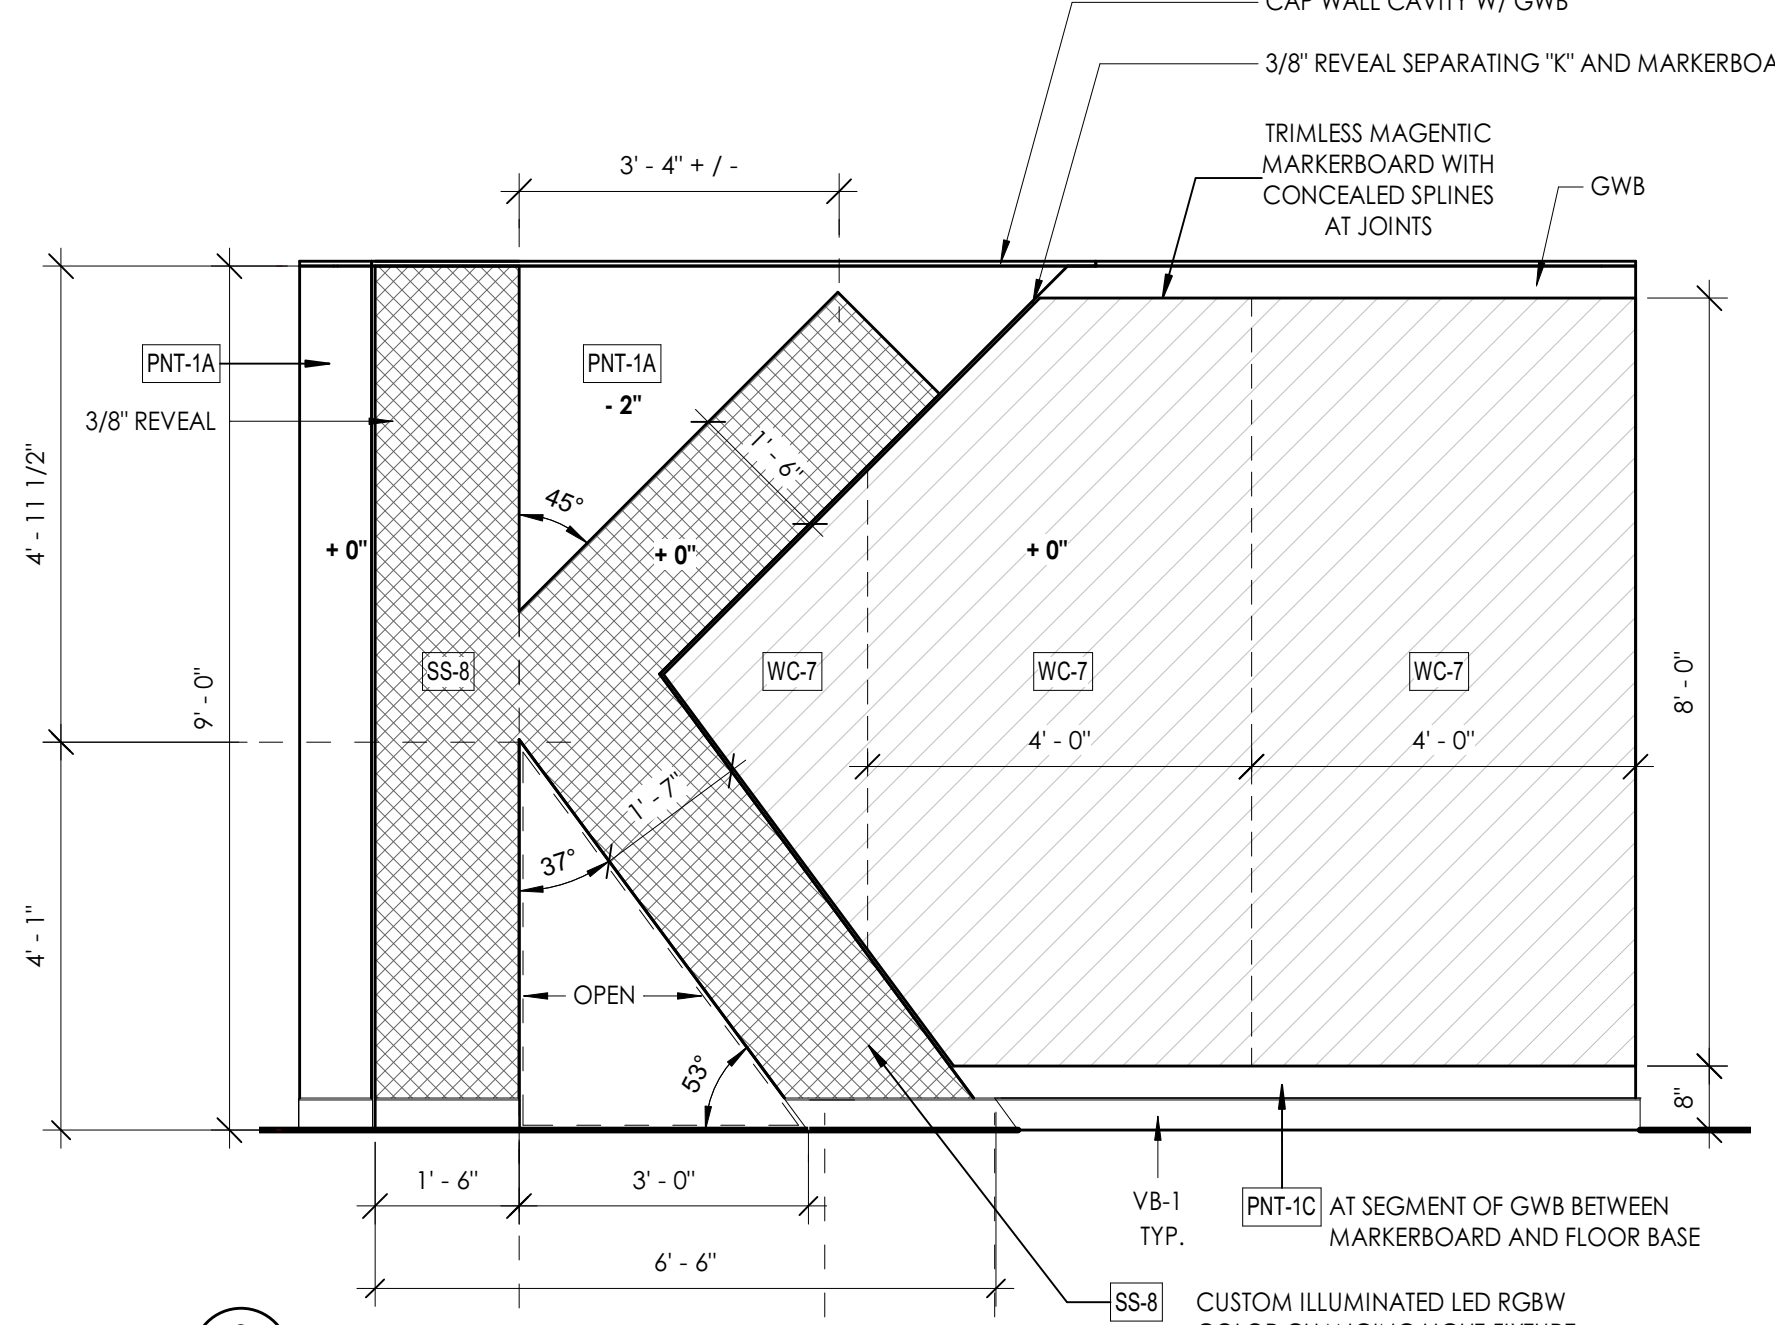 CAP WALL CAVITY W/ GWB
3/8" REVEAL SEPARATING "K" AND MARKERBOA
TRIMLESS MAGENTIC
MARKERBOARD WITH
CONCEALED SPLINES
AT JOINTS
GWB
3' - 4" + / -
PNT-1A
3/8" REVEAL
PNT-1A
- 2"
1' - 6"
45°
4' - 11 1/2"
+ 0"
+ 0"
+ 0"
SS-8
WC-7
WC-7
WC-7
9' - 0"
8' - 0"
4' - 0"
4' - 0"
1' - 7"
37°
4' - 1"
OPEN
53°
8"
1' - 6"
3' - 0"
6' - 6"
VB-1
TYP.
PNT-1C AT SEGMENT OF GWB BETWEEN
MARKERBOARD AND FLOOR BASE
SS-8 CUSTOM ILLUMINATED LED RGBW